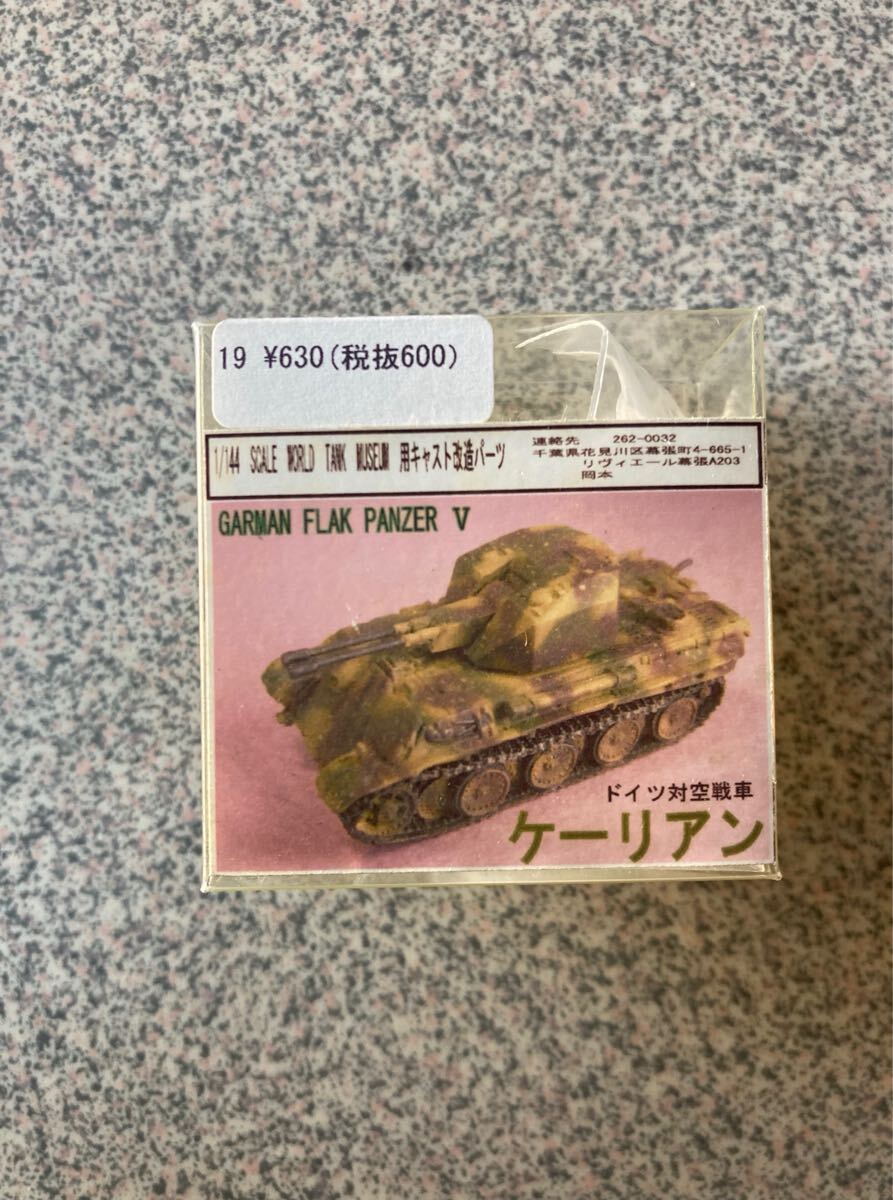 19 ¥630(税抜600)
1/144 SCALE WORLD TANK MUSEUM 用キャスト改造パーツ
連絡先 262-0032
千葉県花見川区幕張町4-665-1
リヴィエール幕張A203
岡本
GARMAN FLAK PANZER V
ドイツ対空戦車
ケーリアン